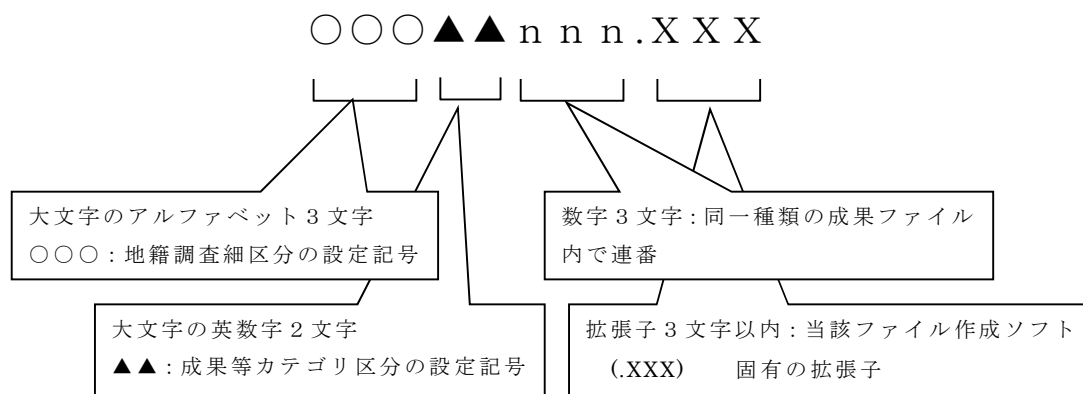 ○○○▲▲ｎｎｎ.ＸＸＸ
大文字のアルファベット３文字
○○○：地籍調査細区分の設定記号
数字３文字：同一種類の成果ファイル
内で連番
大文字の英数字２文字
▲▲：成果等カテゴリ区分の設定記号
拡張子３文字以内：当該ファイル作成ソフト
(.XXX)　　固有の拡張子